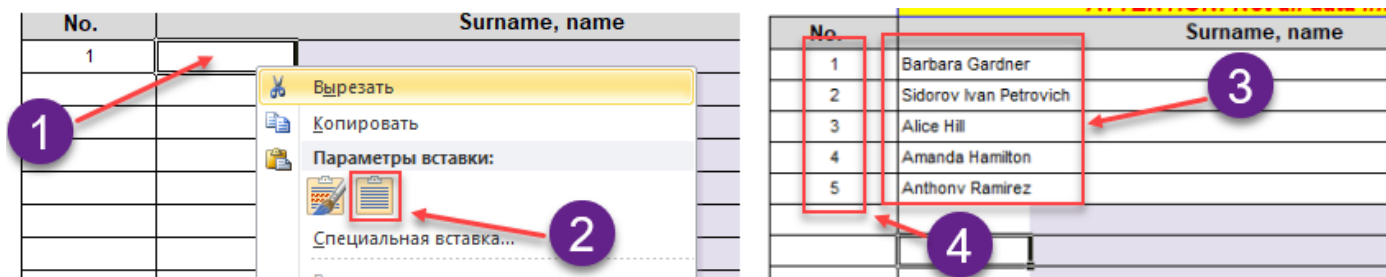 No. Surname, name
1
Вырезать
Копировать
Параметры вставки:
Специальная вставка...
1
2
No. Surname, name
1 Barbara Gardner
2 Sidorov Ivan Petrovich
3 Alice Hill
4 Amanda Hamilton
5 Anthony Ramirez
3
4